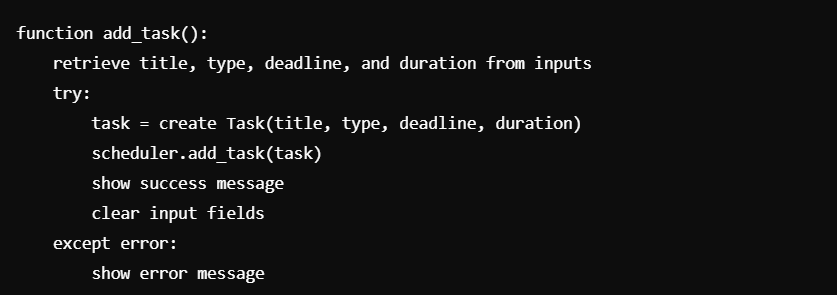 function add_task():
    retrieve title, type, deadline, and duration from inputs
    try:
        task = create Task(title, type, deadline, duration)
        scheduler.add_task(task)
        show success message
        clear input fields
    except error:
        show error message